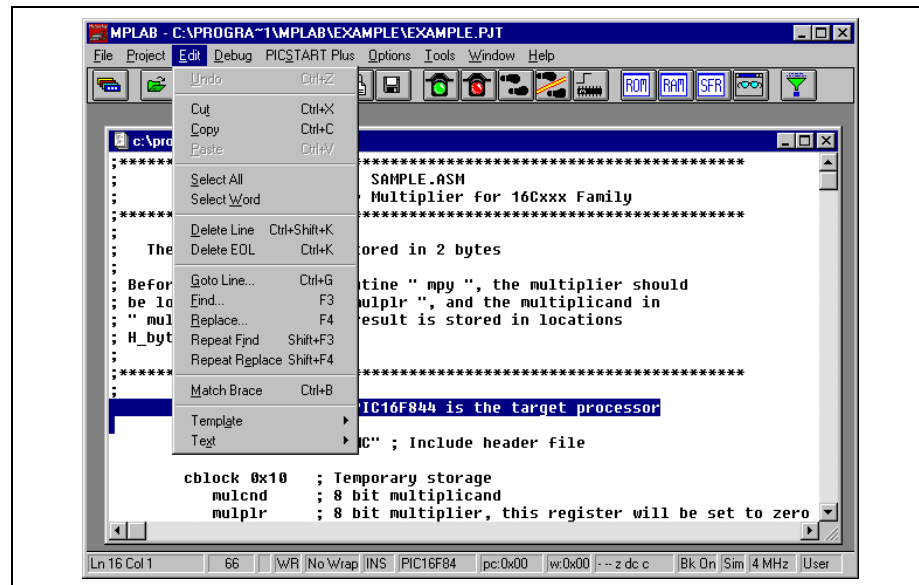 MPLAB - C:\PROGRA~1\MPLAB\EXAMPLE\EXAMPLE.PJT
File Project Edit Debug PICSTART Plus Options Tools Window Help
ROM RAM SFR
Undo Ctrl+Z
Cut Ctrl+X
Copy Ctrl+C
Paste Ctrl+V
Select All
Select Word
Delete Line Ctrl+Shift+K
Delete EOL Ctrl+K
Goto Line... Ctrl+G
Find... F3
Replace... F4
Repeat Find Shift+F3
Repeat Replace Shift+F4
Match Brace Ctrl+B
Template
Text
c:\pro
;****** ******************************************
; SAMPLE.ASM
; Multiplier for 16Cxxx Family
;****** ******************************************
;
; The ored in 2 bytes
;
; Befor tine " mpy ", the multiplier should
; be lo ulplr ", and the multiplicand in
; " mul esult is stored in locations
; H_byt
;
;****** ******************************************
;
PIC16F844 is the target processor
NC" ; Include header file
cblock 0x10 ; Temporary storage
mulcnd ; 8 bit multiplicand
mulplr ; 8 bit multiplier, this register will be set to zero
Ln 16 Col 1 66 WR No Wrap INS PIC16F84 pc:0x00 w:0x00 - -- z dc c Bk On Sim 4 MHz User